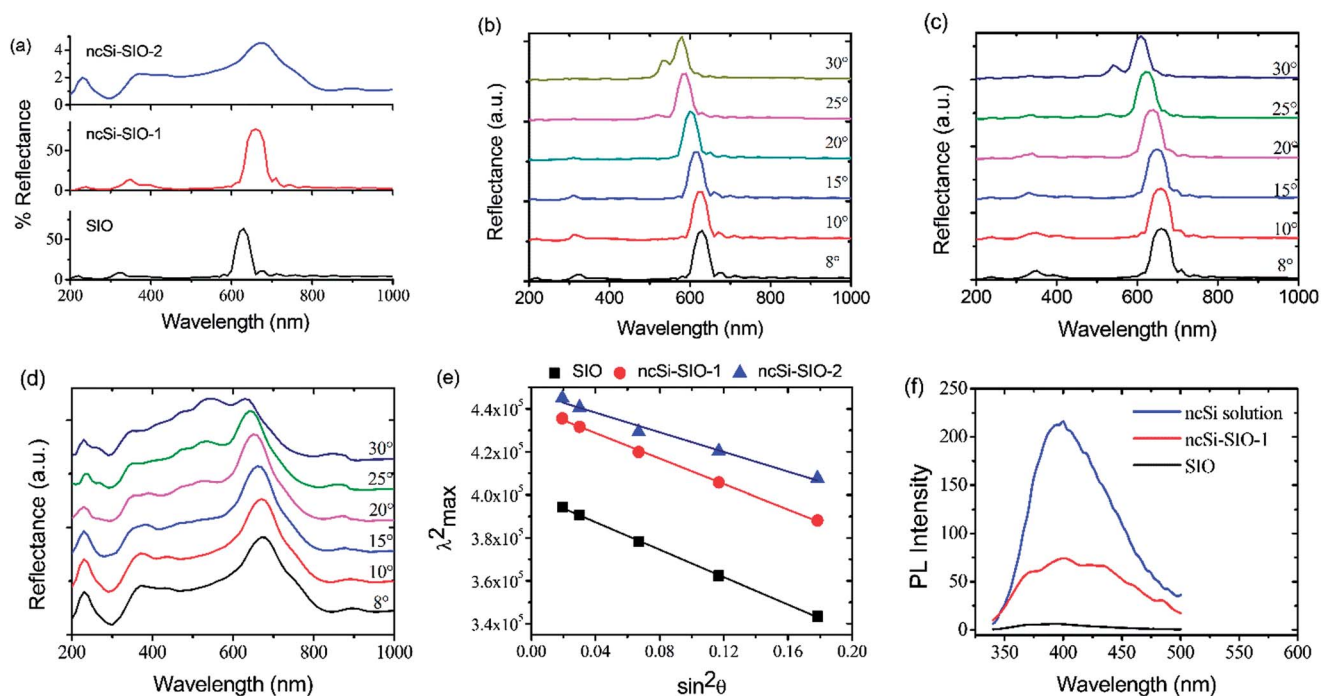 (a)
ncSi-SIO-2
4
2
0
ncSi-SIO-1
50
0
SIO
50
0
% Reflectance
200 400 600 800 1000
Wavelength (nm)
(b)
30°
25°
20°
15°
10°
8°
Reflectance (a.u.)
200 400 600 800 1000
Wavelength (nm)
(c)
30°
25°
20°
15°
10°
8°
Reflectance (a.u.)
200 400 600 800 1000
Wavelength (nm)
(d)
30°
25°
20°
15°
10°
8°
Reflectance (a.u.)
200 400 600 800 1000
Wavelength (nm)
(e)
SIO ncSi-SIO-1 ncSi-SIO-2
4.4x10⁵
4.2x10⁵
4.0x10⁵
3.8x10⁵
3.6x10⁵
3.4x10⁵
λ²max
0.00 0.04 0.08 0.12 0.16 0.20
sin²θ
(f)
250
225
200
175
150
125
100
75
50
25
0
ncSi solution
ncSi-SIO-1
SIO
PL Intensity
350 400 450 500 550 600
Wavelength (nm)